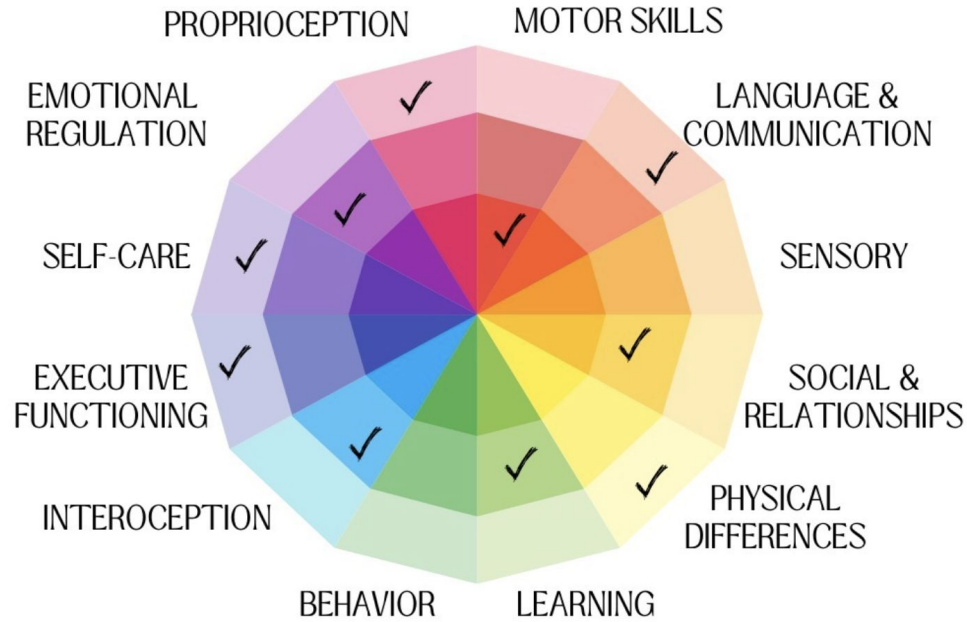 PROPRIOCEPTION
MOTOR SKILLS
EMOTIONAL
REGULATION
LANGUAGE &
COMMUNICATION
SELF-CARE
SENSORY
EXECUTIVE
FUNCTIONING
SOCIAL &
RELATIONSHIPS
INTEROCEPTION
PHYSICAL
DIFFERENCES
BEHAVIOR
LEARNING